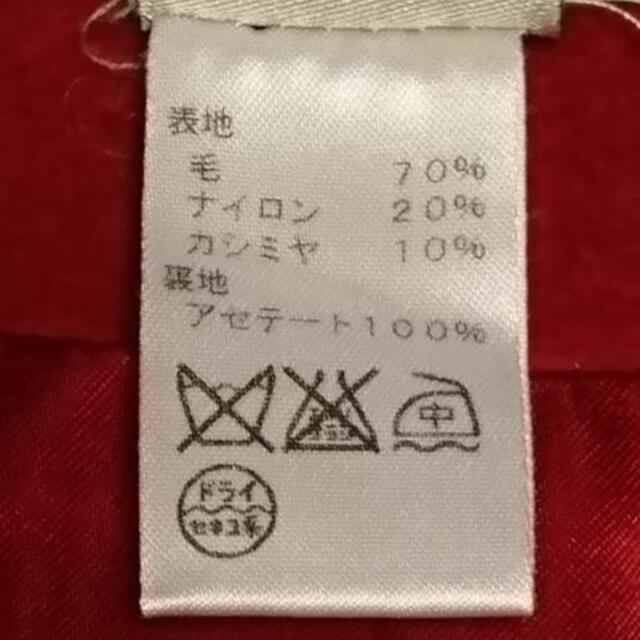 表地
毛 70%
ナイロン 20%
カシミヤ 10%
裏地
アセテート100%
中
ドライ
セキユ系